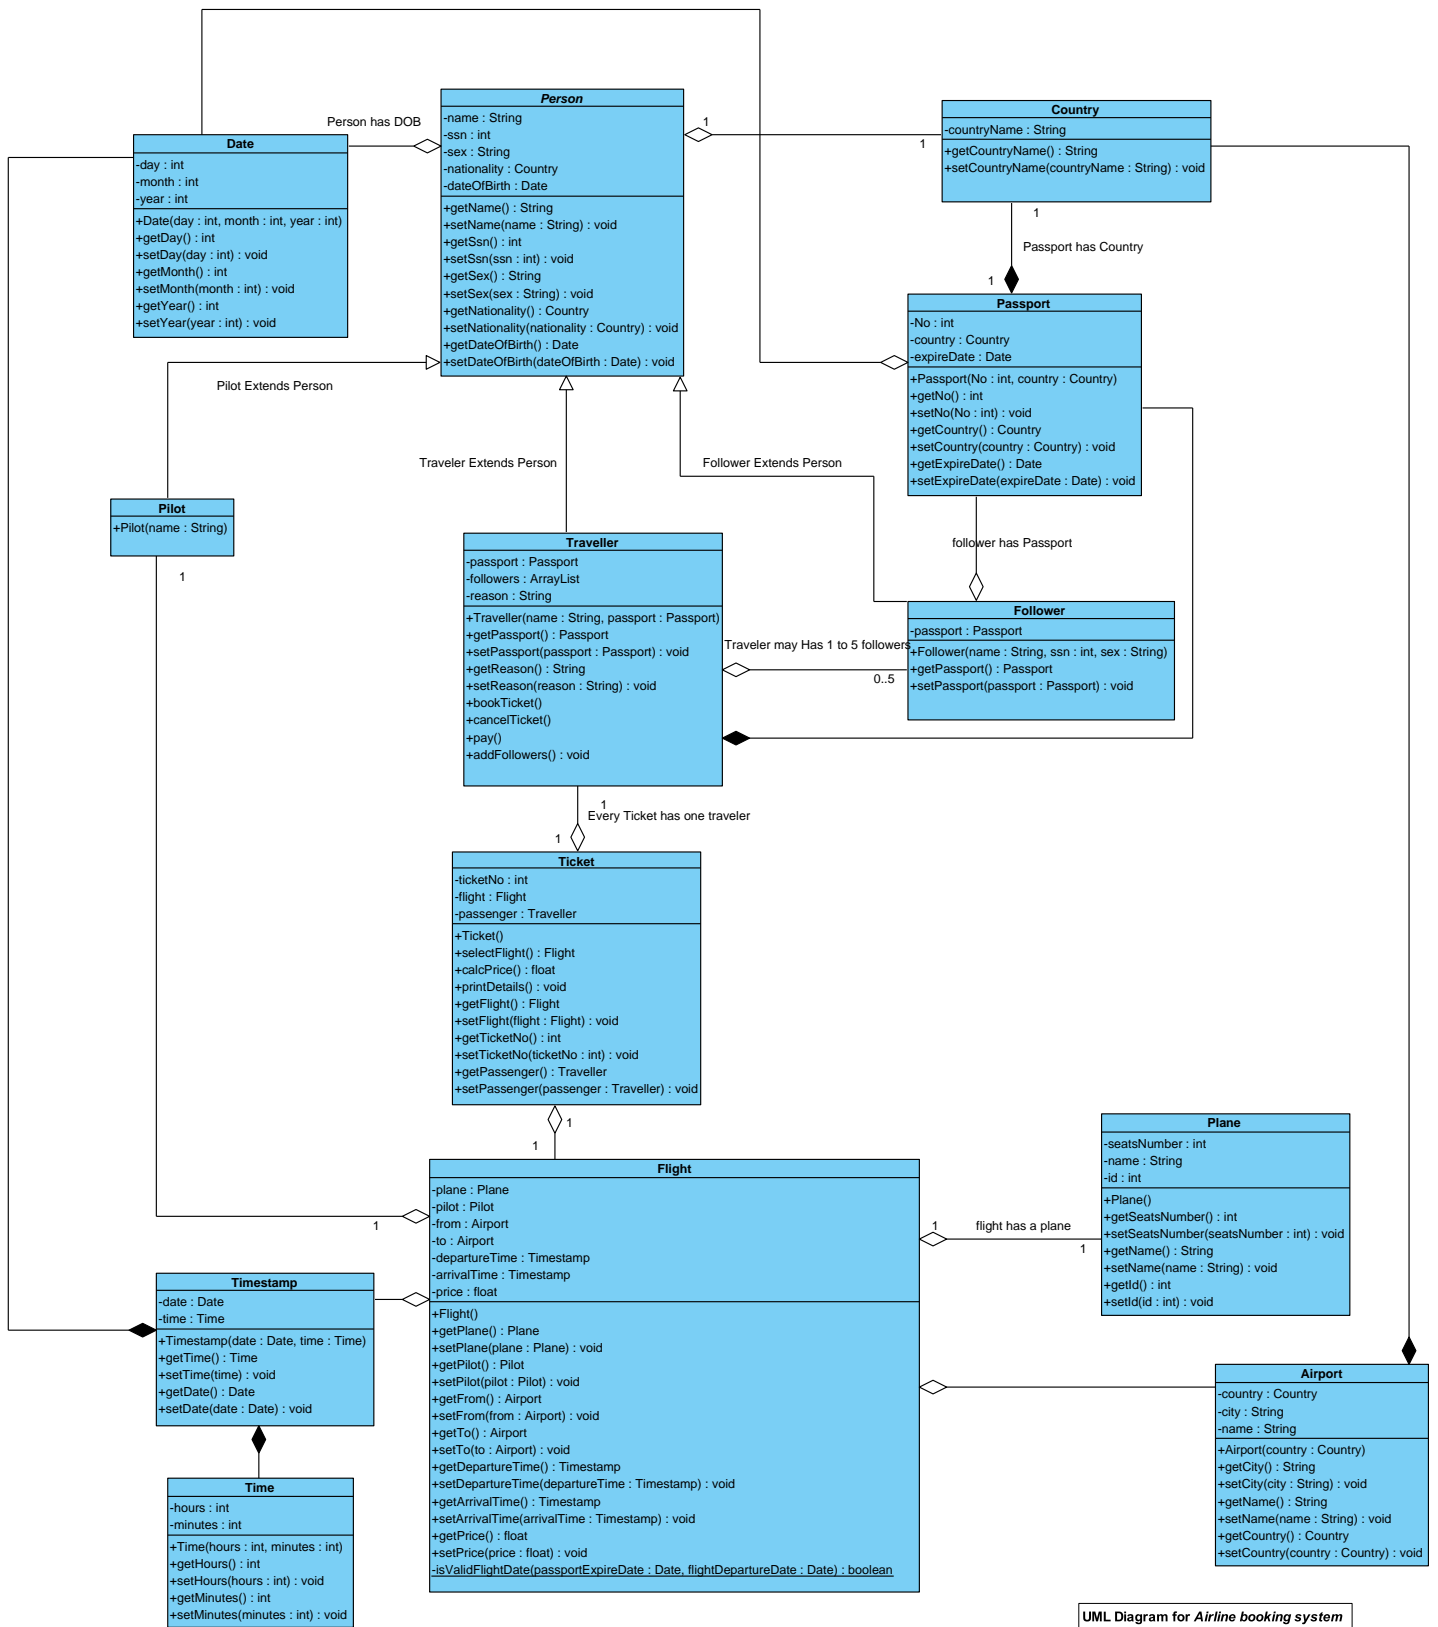 Person
-name : String
-ssn : int
-sex : String
-nationality : Country
-dateOfBirth : Date
+getName() : String
+setName(name : String) : void
+getSsn() : int
+setSsn(ssn : int) : void
+getSex() : String
+setSex(sex : String) : void
+getNationality() : Country
+setNationality(nationality : Country) : void
+getDateOfBirth() : Date
+setDateOfBirth(dateOfBirth : Date) : void
Person has DOB
1
1
Country
-countryName : String
+getCountryName() : String
+setCountryName(countryName : String) : void
Date
-day : int
-month : int
-year : int
+Date(day : int, month : int, year : int)
+getDay() : int
+setDay(day : int) : void
+getMonth() : int
+setMonth(month : int) : void
+getYear() : int
+setYear(year : int) : void
1
Passport has Country
1
Passport
-No : int
-country : Country
-expireDate : Date
+Passport(No : int, country : Country)
+getNo() : int
+setNo(No : int) : void
+getCountry() : Country
+setCountry(country : Country) : void
+getExpireDate() : Date
+setExpireDate(expireDate : Date) : void
Pilot Extends Person
Traveler Extends Person
Follower Extends Person
Pilot
+Pilot(name : String)
1
follower has Passport
Traveller
-passport : Passport
-followers : ArrayList
-reason : String
+Traveller(name : String, passport : Passport)
+getPassport() : Passport
+setPassport(passport : Passport) : void
+getReason() : String
+setReason(reason : String) : void
+bookTicket()
+cancelTicket()
+pay()
+addFollowers() : void
Traveler may Has 1 to 5 followers
0..5
Follower
-passport : Passport
+Follower(name : String, ssn : int, sex : String)
+getPassport() : Passport
+setPassport(passport : Passport) : void
1
Every Ticket has one traveler
1
Ticket
-ticketNo : int
-flight : Flight
-passenger : Traveller
+Ticket()
+selectFlight() : Flight
+calcPrice() : float
+printDetails() : void
+getFlight() : Flight
+setFlight(flight : Flight) : void
+getTicketNo() : int
+setTicketNo(ticketNo : int) : void
+getPassenger() : Traveller
+setPassenger(passenger : Traveller) : void
1
1
Flight
-plane : Plane
-pilot : Pilot
-from : Airport
-to : Airport
-departureTime : Timestamp
-arrivalTime : Timestamp
-price : float
+Flight()
+getPlane() : Plane
+setPlane(plane : Plane) : void
+getPilot() : Pilot
+setPilot(pilot : Pilot) : void
+getFrom() : Airport
+setFrom(from : Airport) : void
+getTo() : Airport
+setTo(to : Airport) : void
+getDepartureTime() : Timestamp
+setDepartureTime(departureTime : Timestamp) : void
+getArrivalTime() : Timestamp
+setArrivalTime(arrivalTime : Timestamp) : void
+getPrice() : float
+setPrice(price : float) : void
-isValidFlightDate(passportExpireDate : Date, flightDepartureDate : Date) : boolean
1
1
flight has a plane
1
Plane
-seatsNumber : int
-name : String
-id : int
+Plane()
+getSeatsNumber() : int
+setSeatsNumber(seatsNumber : int) : void
+getName() : String
+setName(name : String) : void
+getId() : int
+setId(id : int) : void
Timestamp
-date : Date
-time : Time
+Timestamp(date : Date, time : Time)
+getTime() : Time
+setTime(time) : void
+getDate() : Date
+setDate(date : Date) : void
Time
-hours : int
-minutes : int
+Time(hours : int, minutes : int)
+getHours() : int
+setHours(hours : int) : void
+getMinutes() : int
+setMinutes(minutes : int) : void
Airport
-country : Country
-city : String
-name : String
+Airport(country : Country)
+getCity() : String
+setCity(city : String) : void
+getName() : String
+setName(name : String) : void
+getCountry() : Country
+setCountry(country : Country) : void
UML Diagram for Airline booking system